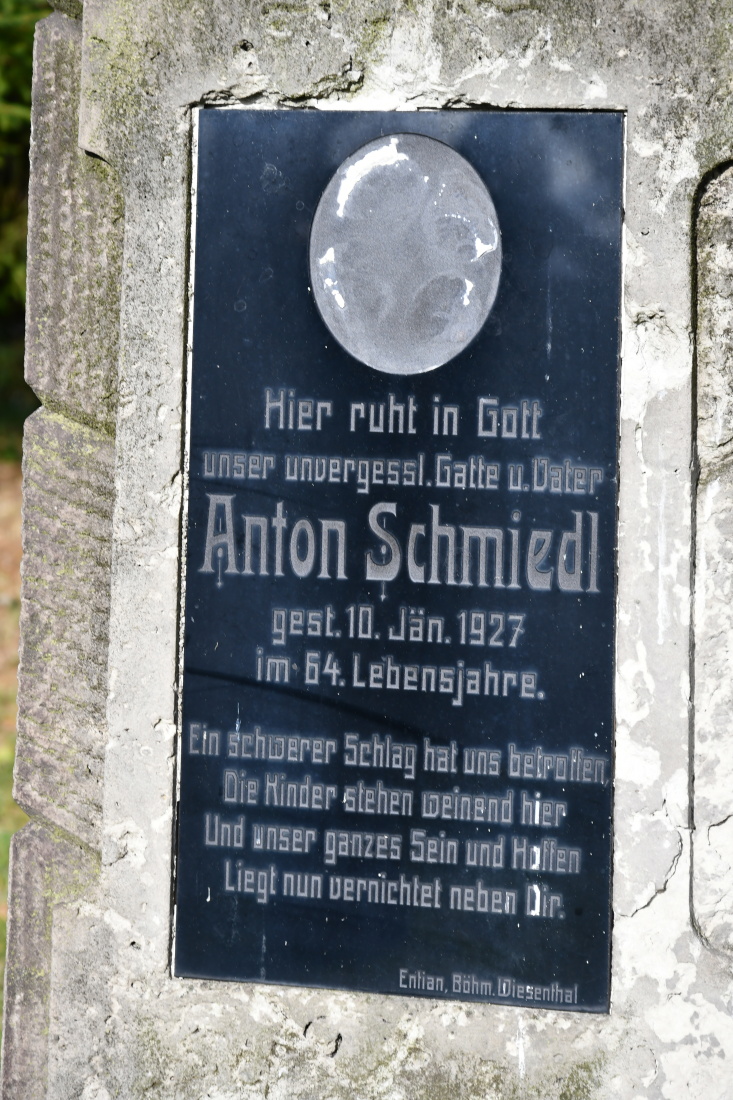 Hier ruht in Gott
unser unvergessl. Gatte u. Vater
Anton Schmiedl
gest. 10. Jän. 1927
im 64. Lebensjahre.
Ein schwerer Schlag hat uns betroffen
Die Kinder stehen weinend hier
Und unser ganzes Sein und Hoffen
Liegt nun vernichtet neben Dir.
Entian, Böhm. Wiesenthal